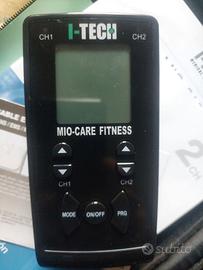 I-TECH
CH1 CH2
MIO-CARE FITNESS
CH1 CH2
MODE ON/OFF PRG
subito